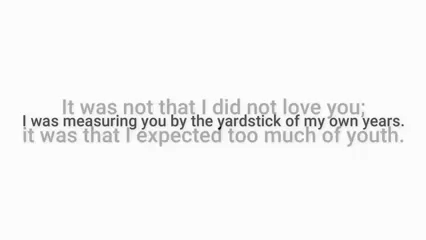 It was not that I did not love you;
I was measuring you by the yardstick of my own years.
it was that I expected too much of youth.